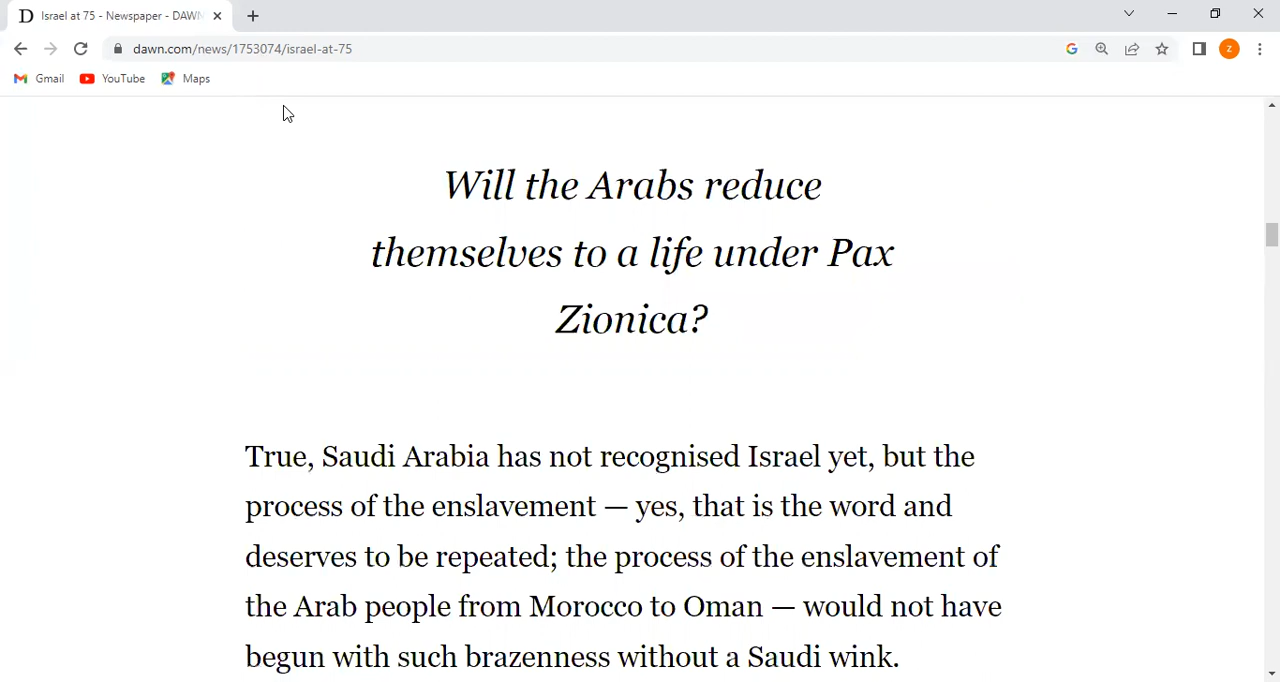 D Israel at 75 - Newspaper - DAWN
dawn.com/news/1753074/israel-at-75
G
Z
Gmail YouTube Maps
Will the Arabs reduce
themselves to a life under Pax
Zionica?
True, Saudi Arabia has not recognised Israel yet, but the
process of the enslavement — yes, that is the word and
deserves to be repeated; the process of the enslavement of
the Arab people from Morocco to Oman — would not have
begun with such brazenness without a Saudi wink.